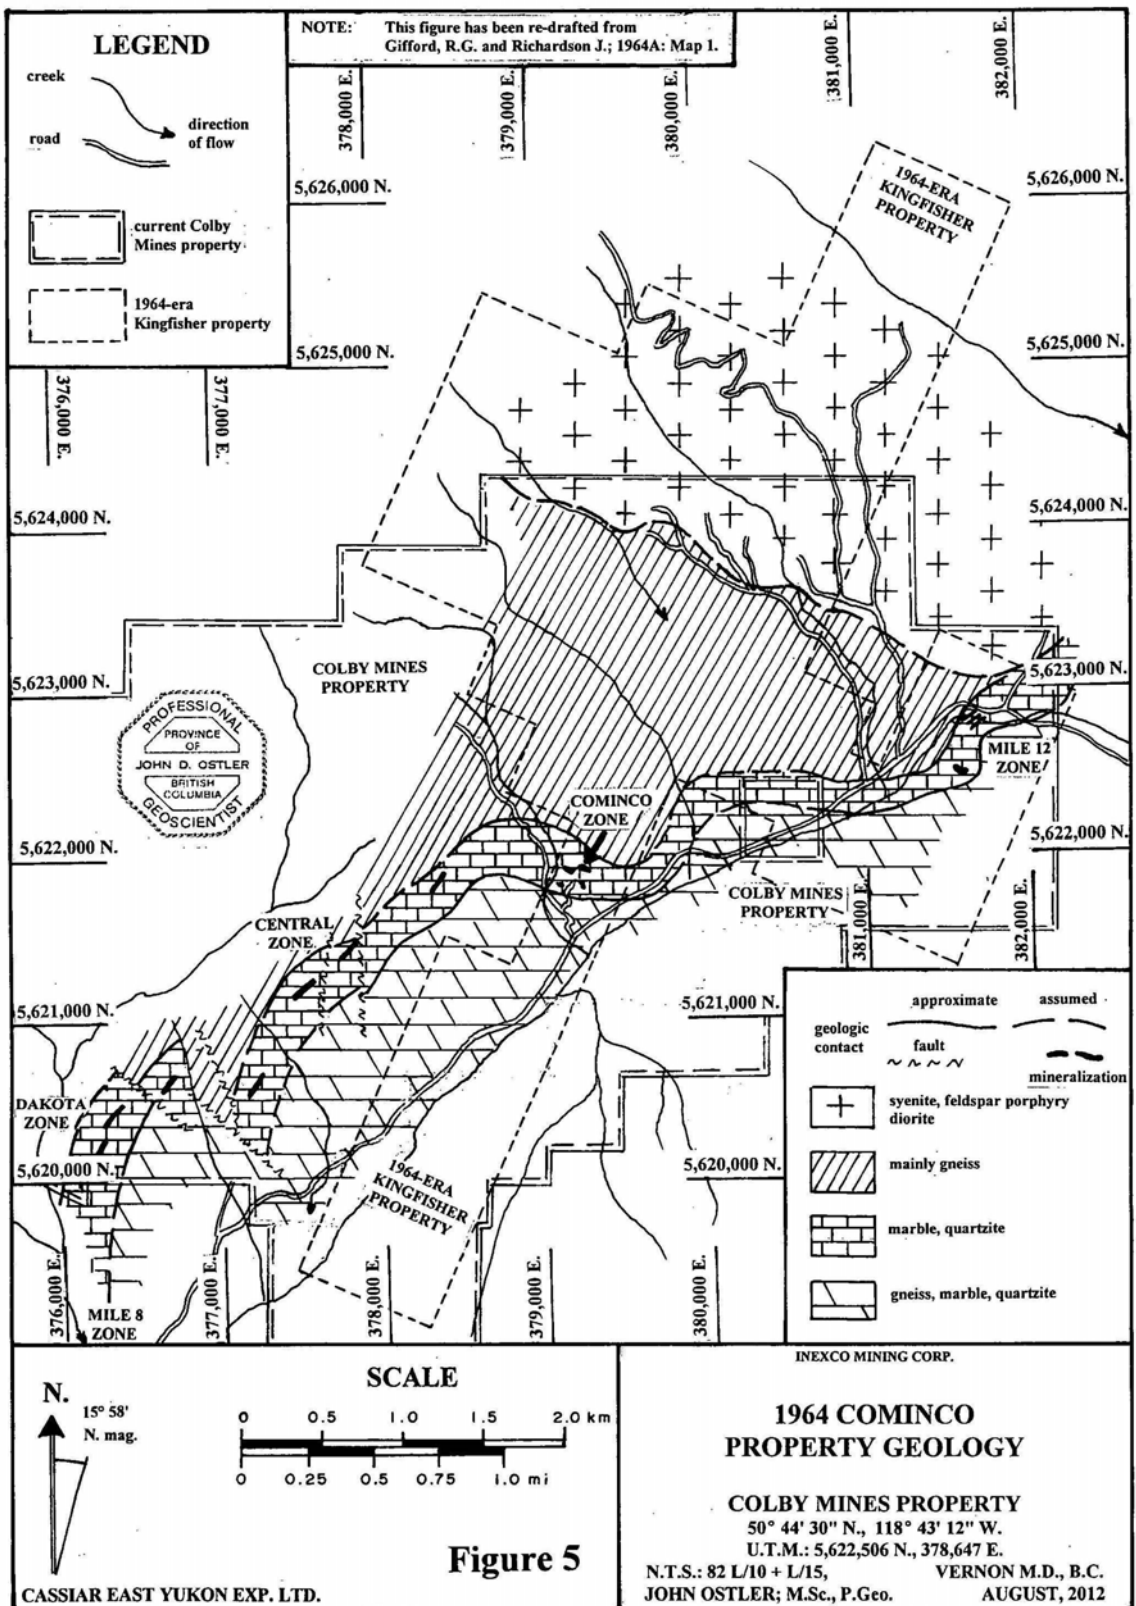 LEGEND
creek
direction
of flow
road
current Colby
Mines property
1964-era
Kingfisher property
NOTE: This figure has been re-drafted from
Gifford, R.G. and Richardson J.; 1964A: Map 1.
378,000 E.
379,000 E.
380,000 E.
381,000 E.
382,000 E.
5,626,000 N.
5,626,000 N.
1964-ERA
KINGFISHER
PROPERTY
5,625,000 N.
5,625,000 N.
376,000 E.
377,000 E.
5,624,000 N.
5,624,000 N.
5,623,000 N.
5,623,000 N.
COLBY MINES
PROPERTY
PROFESSIONAL
PROVINCE
OF
JOHN D. OSTLER
BRITISH
COLUMBIA
GEOSCIENTIST
MILE 12
ZONE
COMINCO
ZONE
5,622,000 N.
5,622,000 N.
COLBY MINES
PROPERTY
381,000 E.
382,000 E.
CENTRAL
ZONE
5,621,000 N.
5,621,000 N.
DAKOTA
ZONE
5,620,000 N.
5,620,000 N.
1964-ERA
KINGFISHER
PROPERTY
376,000 E.
377,000 E.
378,000 E.
379,000 E.
380,000 E.
MILE 8
ZONE
approximate assumed
geologic
contact
fault
mineralization
syenite, feldspar porphyry
diorite
mainly gneiss
marble, quartzite
gneiss, marble, quartzite
N.
15° 58'
N. mag.
SCALE
0 0.5 1.0 1.5 2.0 km
0 0.25 0.5 0.75 1.0 mi
Figure 5
CASSIAR EAST YUKON EXP. LTD.
INEXCO MINING CORP.
1964 COMINCO
PROPERTY GEOLOGY
COLBY MINES PROPERTY
50° 44' 30" N., 118° 43' 12" W.
U.T.M.: 5,622,506 N., 378,647 E.
N.T.S.: 82 L/10 + L/15, VERNON M.D., B.C.
JOHN OSTLER; M.Sc., P.Geo. AUGUST, 2012